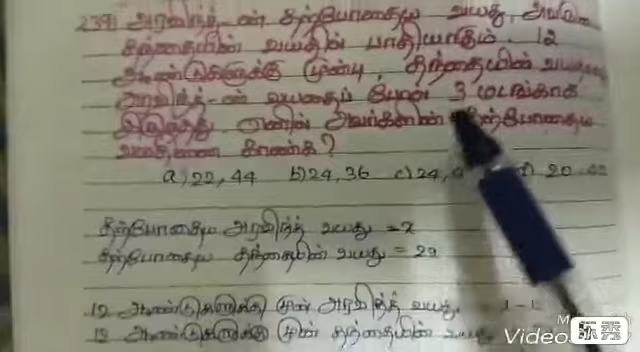 239) அரவிந்த்-ன் தற்போதைய வயது, அவரின்
தந்தையின் வயதில் பாதியாகும். 12
ஆண்டுகளுக்கு முன்பு, தந்தையின்
அரவிந்த்-ன் வயதைப் போல் 3 மடங்காக
இருந்தது எனில் அவர்களின் தற்போதைய
வயதினை காண்க?
a) 22, 44 b) 24, 36 c) 24, 20, 42
தற்போதைய அரவிந்த் வயது = x
தற்போதைய தந்தையின் வயது = 2x
12 ஆண்டுகளுக்கு முன் அரவிந்த் வயது
12 ஆண்டுகளுக்கு முன் தந்தையின் வயது
Video